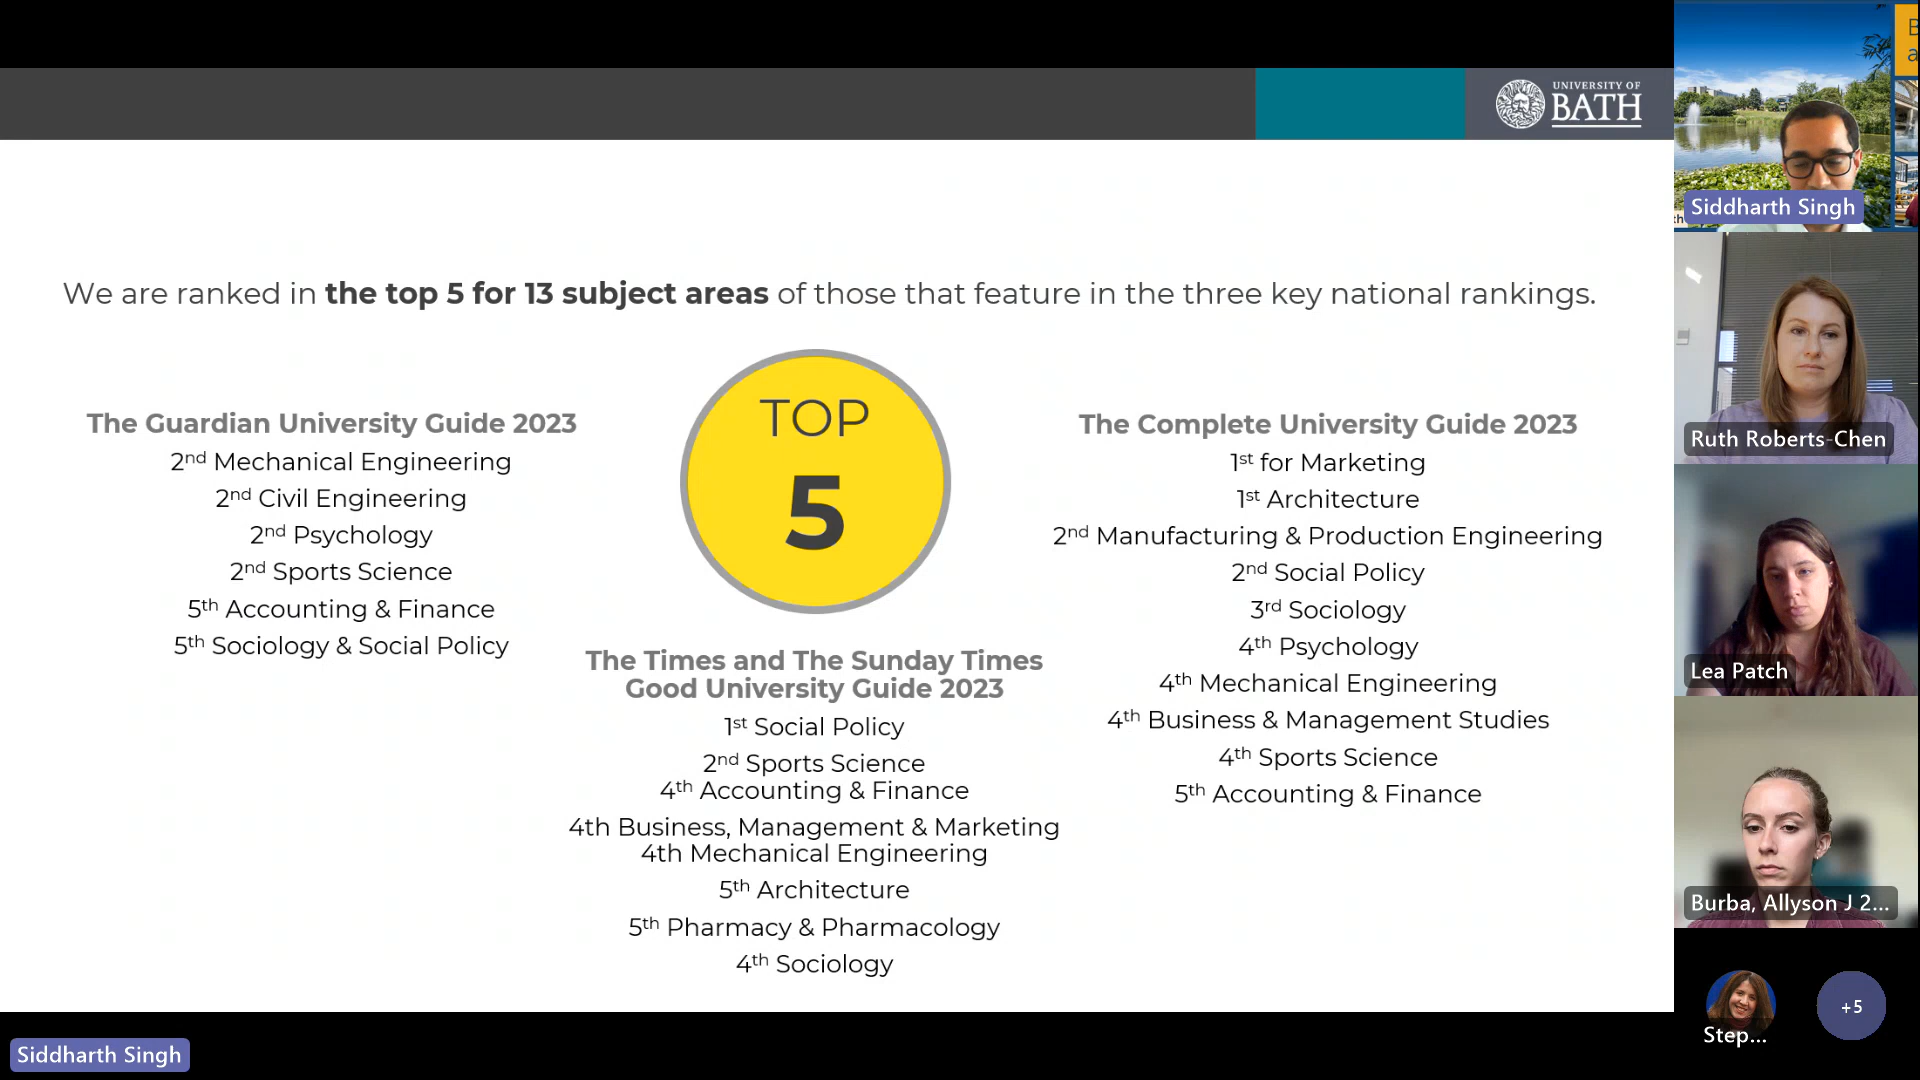 UNIVERSITY OF
BATH
We are ranked in the top 5 for 13 subject areas of those that feature in the three key national rankings.
The Guardian University Guide 2023
2nd Mechanical Engineering
2nd Civil Engineering
2nd Psychology
2nd Sports Science
5th Accounting & Finance
5th Sociology & Social Policy
TOP
5
The Times and The Sunday Times
Good University Guide 2023
1st Social Policy
2nd Sports Science
4th Accounting & Finance
4th Business, Management & Marketing
4th Mechanical Engineering
5th Architecture
5th Pharmacy & Pharmacology
4th Sociology
The Complete University Guide 2023
1st for Marketing
1st Architecture
2nd Manufacturing & Production Engineering
2nd Social Policy
3rd Sociology
4th Psychology
4th Mechanical Engineering
4th Business & Management Studies
4th Sports Science
5th Accounting & Finance
Siddharth Singh
Ruth Roberts-Chen
Lea Patch
Burba, Allyson J 2...
Step...
+5
Siddharth Singh